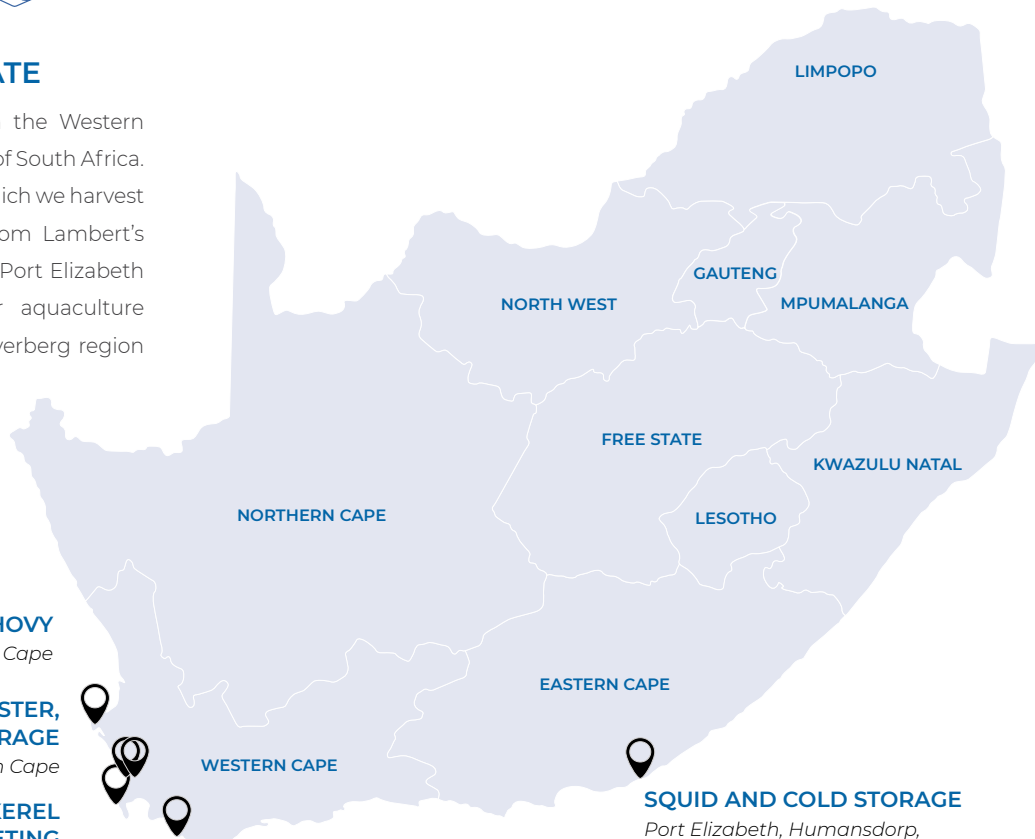 ATE
the Western
of South Africa.
ich we harvest
om Lambert's
Port Elizabeth
aquaculture
verberg region
LIMPOPO
GAUTENG
NORTH WEST
MPUMALANGA
FREE STATE
KWAZULU NATAL
NORTHERN CAPE
LESOTHO
HOVY
Cape
EASTERN CAPE
STER,
RAGE
n Cape
WESTERN CAPE
EREL
ETING
SQUID AND COLD STORAGE
Port Elizabeth, Humansdorp,